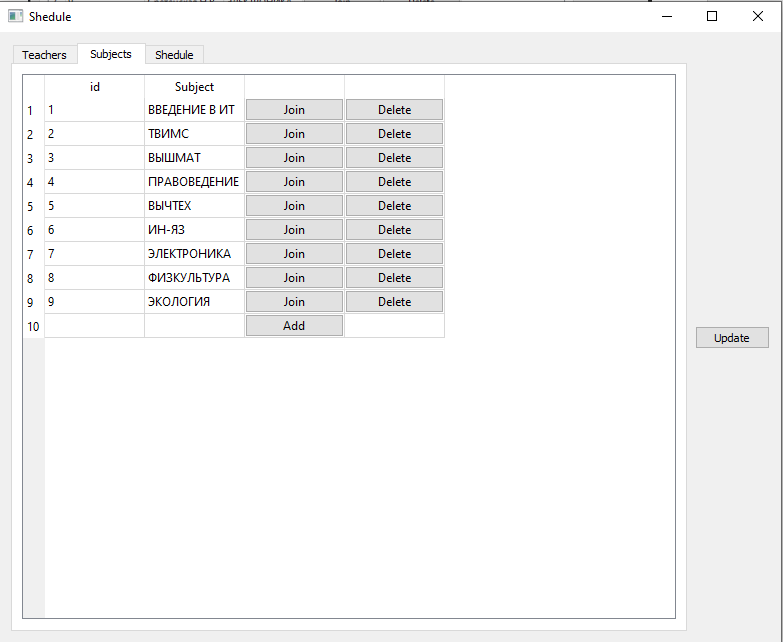 Shedule
Teachers Subjects Shedule
id Subject
1 1 ВВЕДЕНИЕ В ИТ Join Delete
2 2 ТВИМС Join Delete
3 3 ВЫШМАТ Join Delete
4 4 ПРАВОВЕДЕНИЕ Join Delete
5 5 ВЫЧТЕХ Join Delete
6 6 ИН-ЯЗ Join Delete
7 7 ЭЛЕКТРОНИКА Join Delete
8 8 ФИЗКУЛЬТУРА Join Delete
9 9 ЭКОЛОГИЯ Join Delete
10 Add
Update